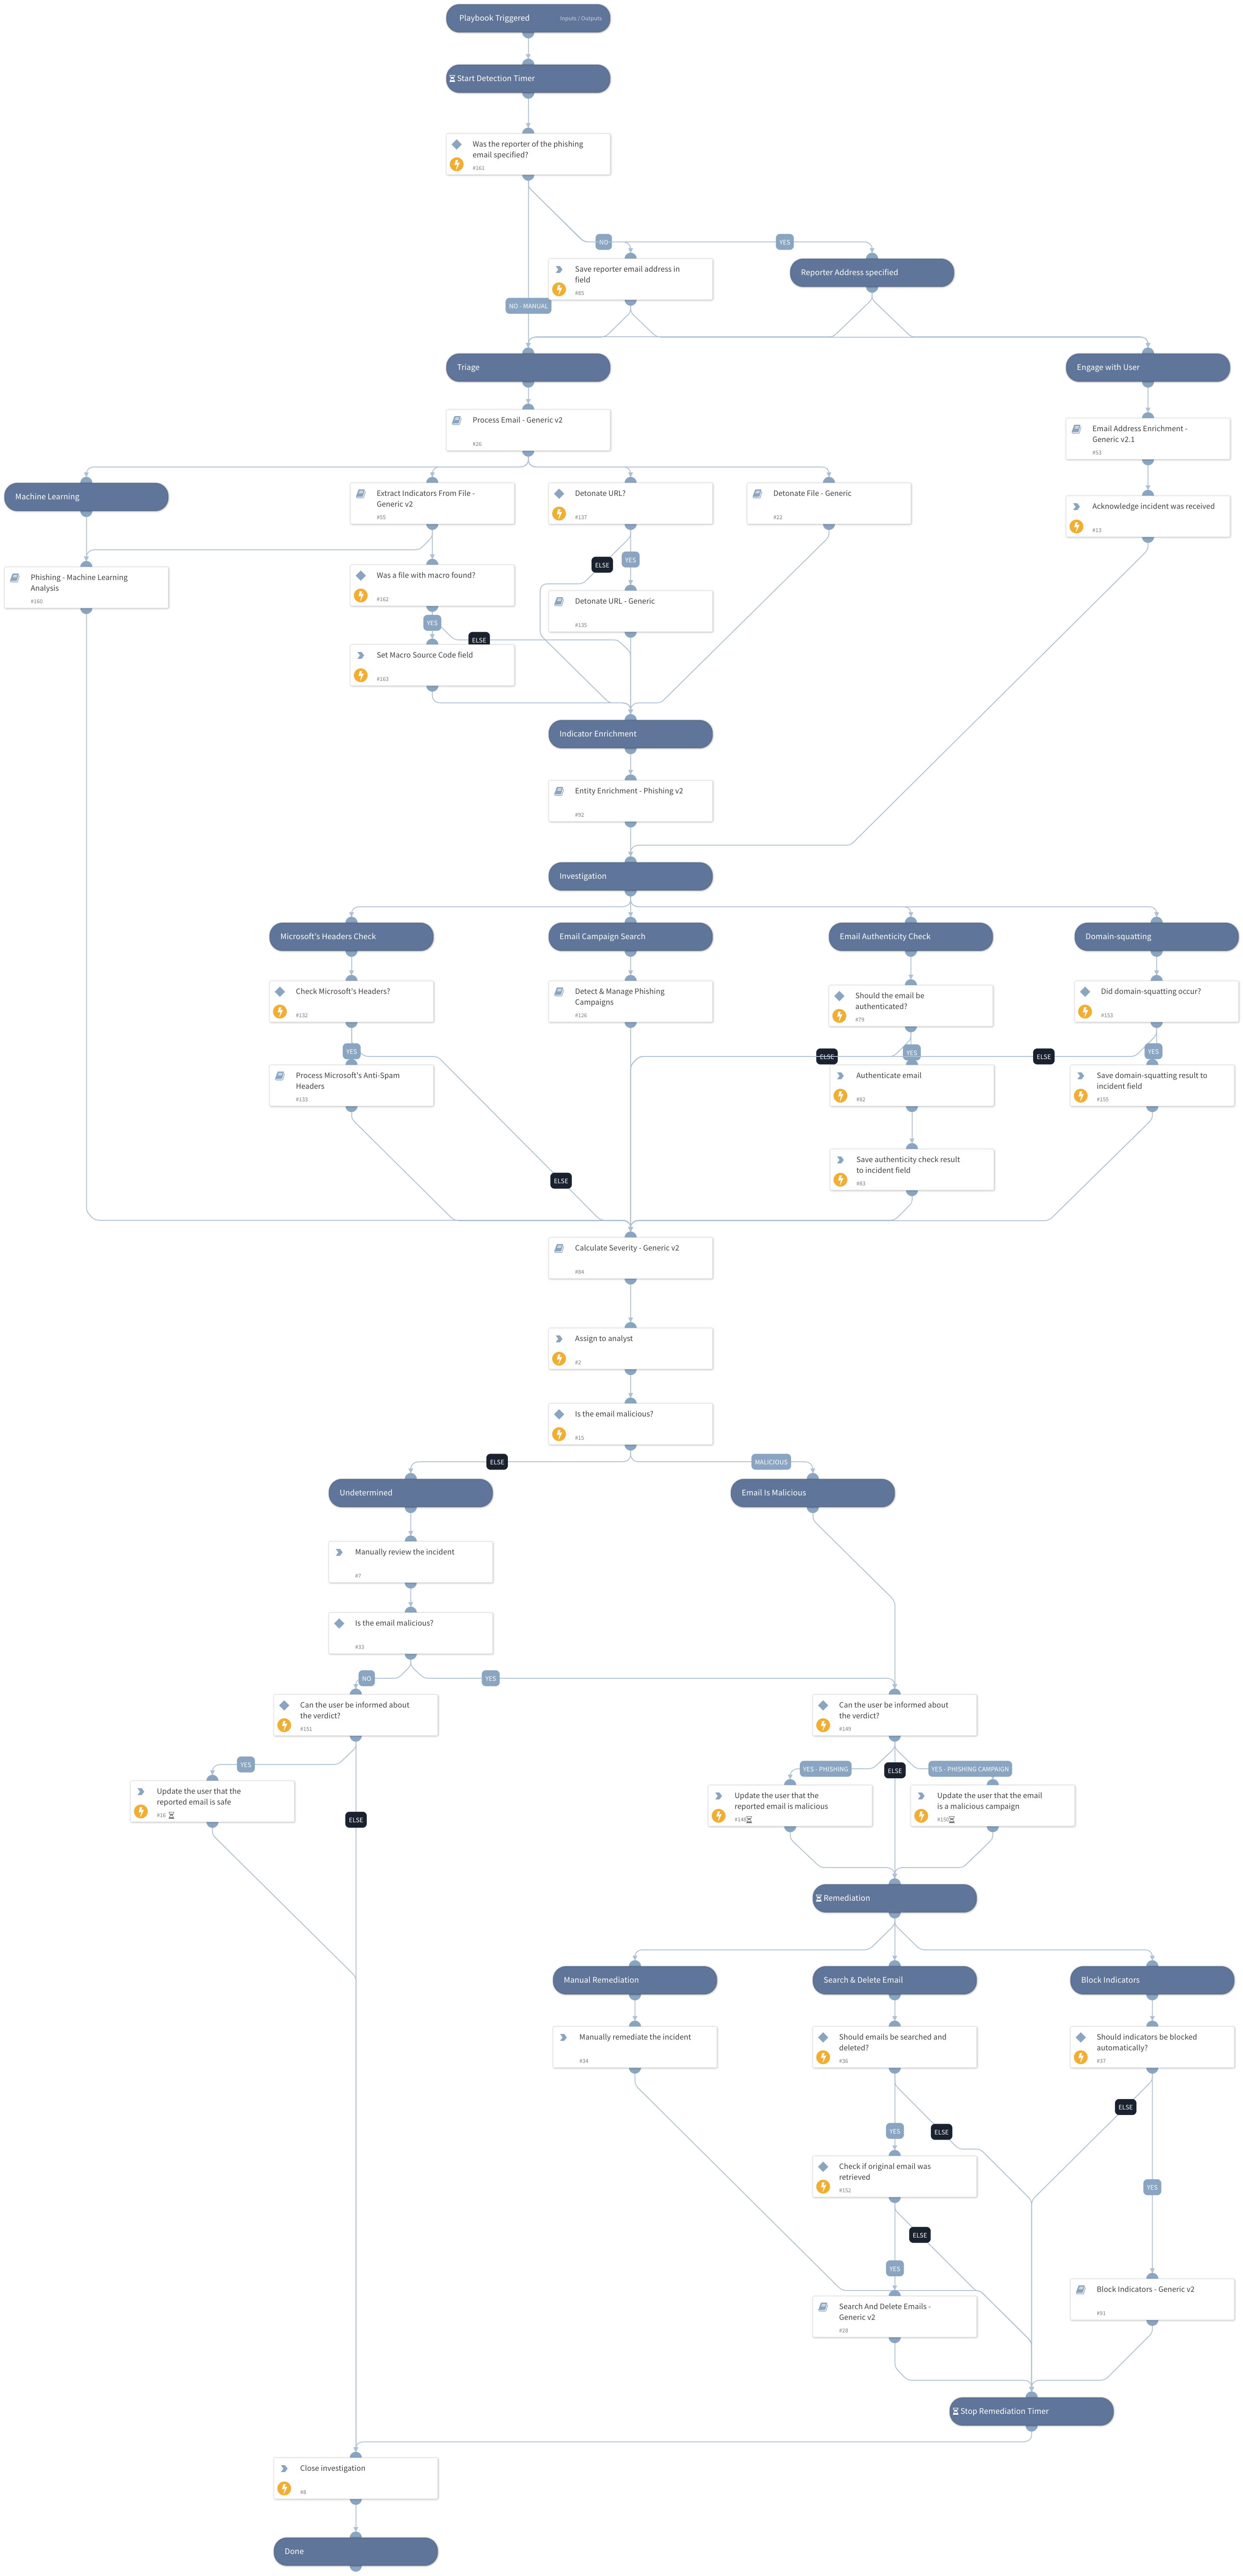 Playbook Triggered
Inputs / Outputs
Start Detection Timer
Was the reporter of the phishing
email specified?
#161
NO
YES
Save reporter email address in
field
#85
Reporter Address specified
NO - MANUAL
Triage
Engage with User
Process Email - Generic v2
#26
Email Address Enrichment -
Generic v2.1
#53
Machine Learning
Extract Indicators From File -
Generic v2
#55
Detonate URL?
#137
Detonate File - Generic
#22
Acknowledge incident was received
#13
ELSE
YES
Phishing - Machine Learning
Analysis
#160
Was a file with macro found?
#162
Detonate URL - Generic
#135
YES
ELSE
Set Macro Source Code field
#163
Indicator Enrichment
Entity Enrichment - Phishing v2
#92
Investigation
Microsoft's Headers Check
Email Campaign Search
Email Authenticity Check
Domain-squatting
Check Microsoft's Headers?
#132
Detect & Manage Phishing
Campaigns
#126
Should the email be
authenticated?
#79
Did domain-squatting occur?
#153
YES
ELSE
YES
ELSE
YES
Process Microsoft's Anti-Spam
Headers
#133
Authenticate email
#82
Save domain-squatting result to
incident field
#155
Save authenticity check result
to incident field
#83
ELSE
Calculate Severity - Generic v2
#84
Assign to analyst
#2
Is the email malicious?
#15
ELSE
MALICIOUS
Undetermined
Email Is Malicious
Manually review the incident
#7
Is the email malicious?
#33
NO
YES
Can the user be informed about
the verdict?
#151
Can the user be informed about
the verdict?
#149
YES
YES - PHISHING
ELSE
YES - PHISHING CAMPAIGN
Update the user that the
reported email is safe
#16
Update the user that the
reported email is malicious
#148
Update the user that the email
is a malicious campaign
#150
ELSE
Remediation
Manual Remediation
Search & Delete Email
Block Indicators
Manually remediate the incident
#34
Should emails be searched and
deleted?
#36
Should indicators be blocked
automatically?
#37
ELSE
YES
ELSE
Check if original email was
retrieved
#152
YES
ELSE
YES
Search And Delete Emails -
Generic v2
#28
Block Indicators - Generic v2
#91
Stop Remediation Timer
Close investigation
#8
Done